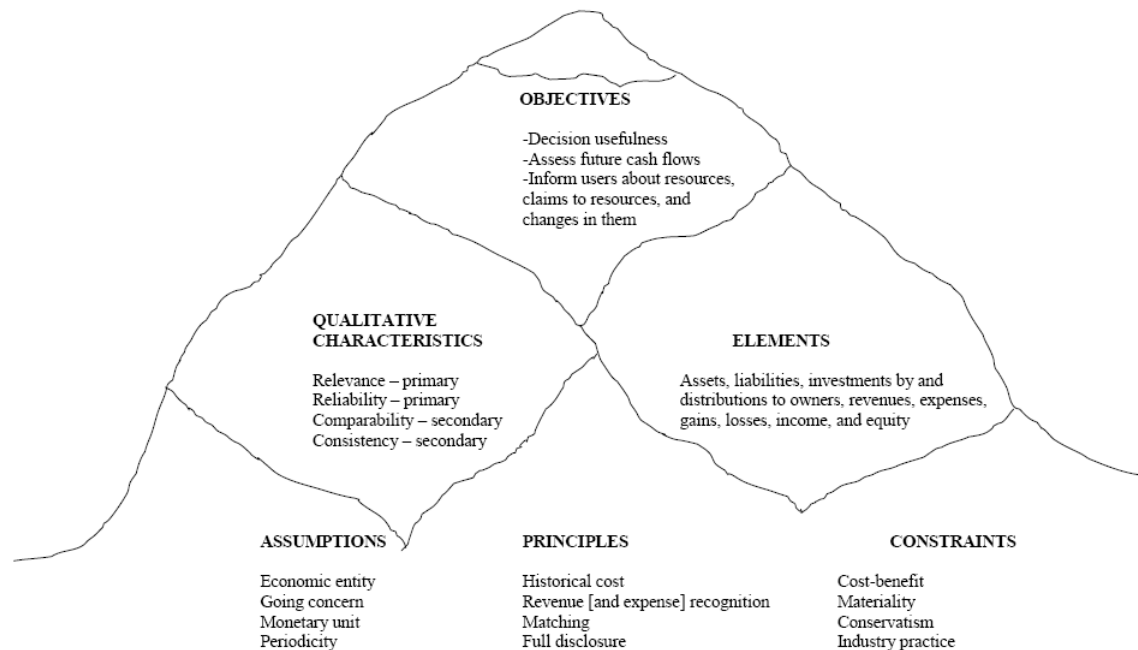 OBJECTIVES
-Decision usefulness
-Assess future cash flows
-Inform users about resources,
claims to resources, and
changes in them
QUALITATIVE
CHARACTERISTICS
Relevance – primary
Reliability – primary
Comparability – secondary
Consistency – secondary
ELEMENTS
Assets, liabilities, investments by and
distributions to owners, revenues, expenses,
gains, losses, income, and equity
ASSUMPTIONS
Economic entity
Going concern
Monetary unit
Periodicity
PRINCIPLES
Historical cost
Revenue [and expense] recognition
Matching
Full disclosure
CONSTRAINTS
Cost-benefit
Materiality
Conservatism
Industry practice